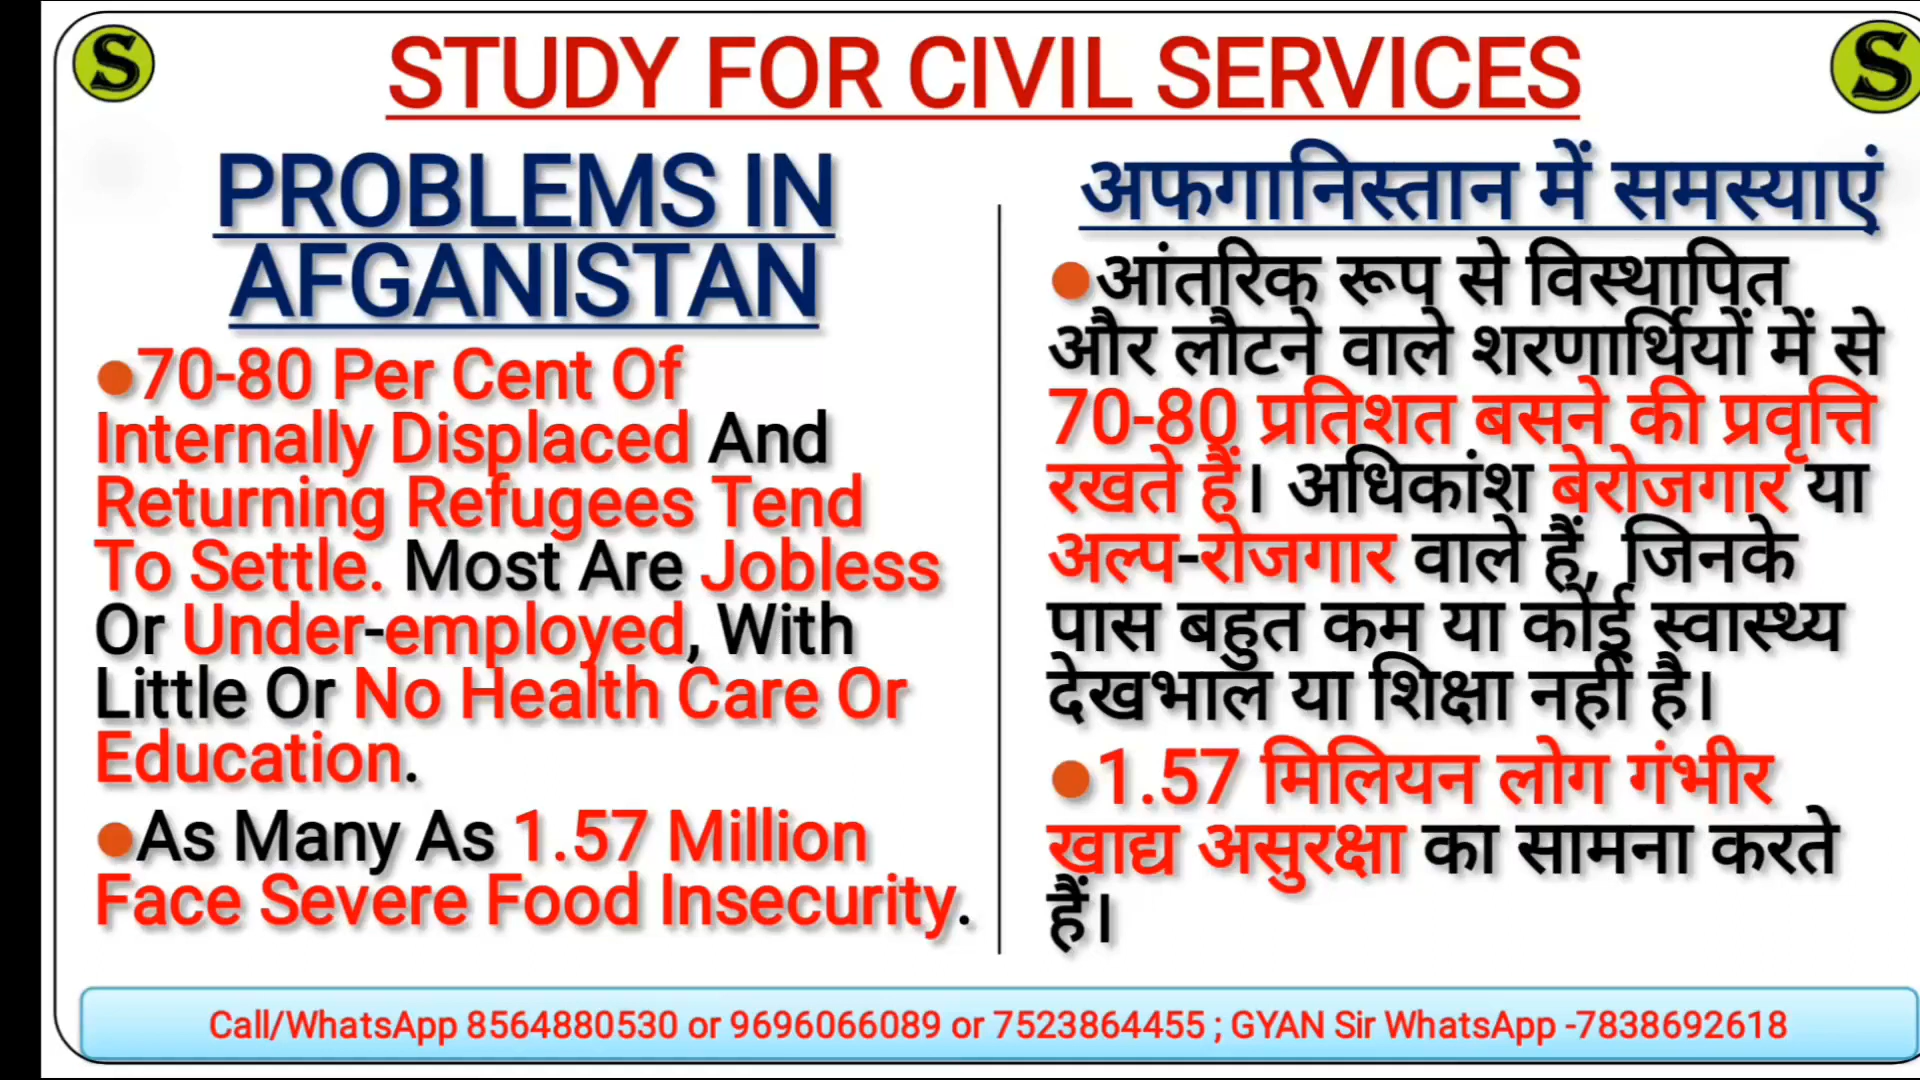 S
STUDY FOR CIVIL SERVICES
S
PROBLEMS IN
AFGANISTAN
●70-80 Per Cent Of
Internally Displaced And
Returning Refugees Tend
To Settle. Most Are Jobless
Or Under-employed, With
Little Or No Health Care Or
Education.
●As Many As 1.57 Million
Face Severe Food Insecurity.
अफगानिस्तान में समस्याएं
●आंतरिक रूप से विस्थापित
और लौटने वाले शरणार्थियों में से
70-80 प्रतिशत बसने की प्रवृत्ति
रखते हैं। अधिकांश बेरोजगार या
अल्प-रोजगार वाले हैं, जिनके
पास बहुत कम या कोई स्वास्थ्य
देखभाल या शिक्षा नहीं है।
●1.57 मिलियन लोग गंभीर
खाद्य असुरक्षा का सामना करते
हैं।
Call/WhatsApp 8564880530 or 9696066089 or 7523864455 ; GYAN Sir WhatsApp -7838692618